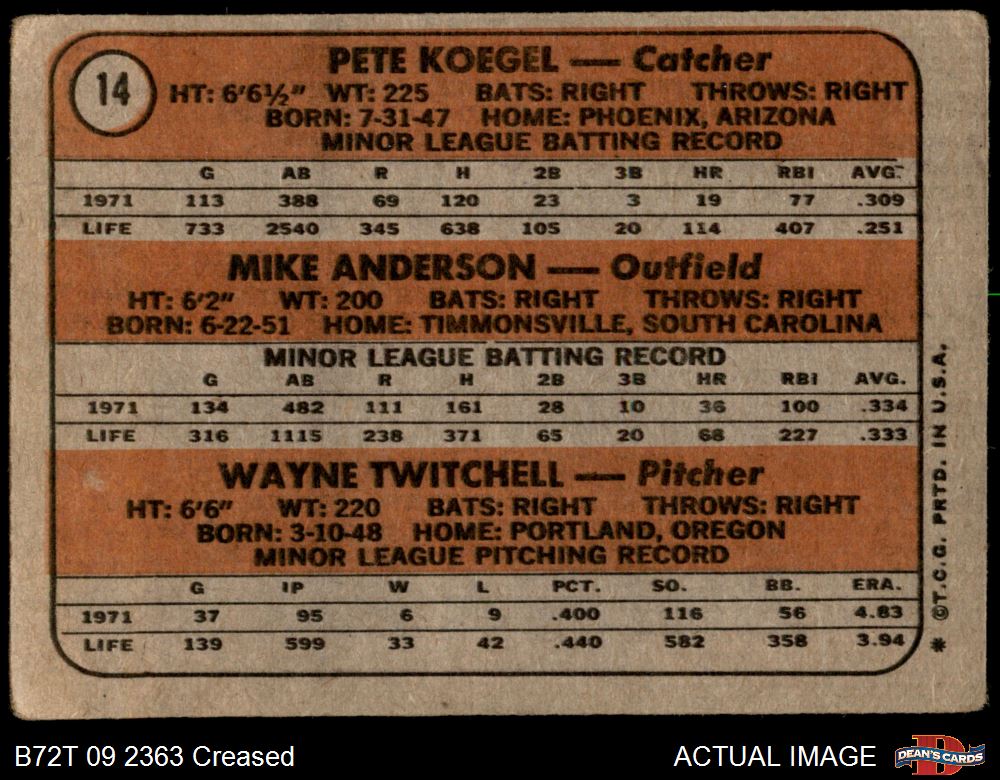 14
PETE KOEGEL — Catcher
HT: 6'6½" WT: 225 BATS: RIGHT THROWS: RIGHT
BORN: 7-31-47 HOME: PHOENIX, ARIZONA
MINOR LEAGUE BATTING RECORD
G AB R H 2B 3B HR RBI AVG.
1971 113 388 69 120 23 3 19 77 .309
LIFE 733 2540 345 638 105 20 114 407 .251
MIKE ANDERSON — Outfield
HT: 6'2" WT: 200 BATS: RIGHT THROWS: RIGHT
BORN: 6-22-51 HOME: TIMMONSVILLE, SOUTH CAROLINA
MINOR LEAGUE BATTING RECORD
G AB R H 2B 3B HR RBI AVG.
1971 134 482 111 161 28 10 36 100 .334
LIFE 316 1115 238 371 65 20 68 227 .333
WAYNE TWITCHELL — Pitcher
HT: 6'6" WT: 220 BATS: RIGHT THROWS: RIGHT
BORN: 3-10-48 HOME: PORTLAND, OREGON
MINOR LEAGUE PITCHING RECORD
G IP W L PCT. SO. BB. ERA.
1971 37 95 6 9 .400 116 56 4.83
LIFE 139 599 33 42 .440 582 358 3.94
* ©T.C.G. PRTD. IN U.S.A.
B72T 09 2363 Creased
ACTUAL IMAGE
DEAN'S CARDS